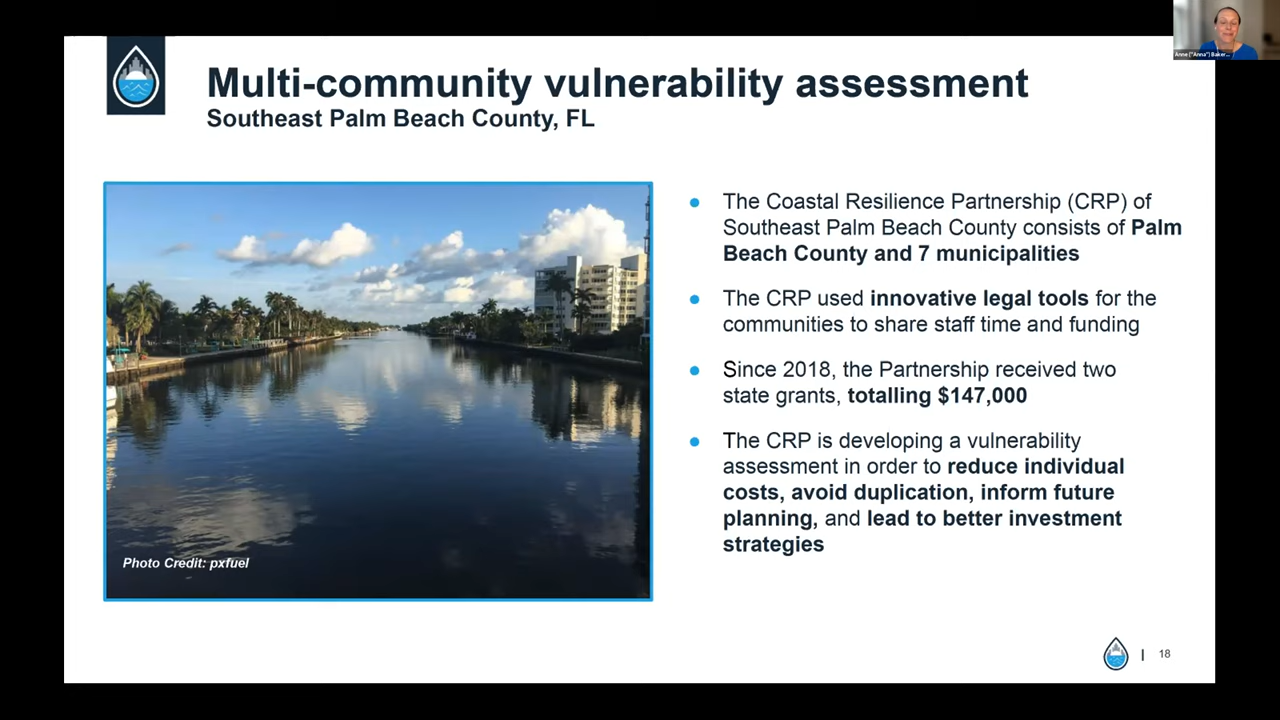 Anne ("Anna") Baker...
Multi-community vulnerability assessment
Southeast Palm Beach County, FL
The Coastal Resilience Partnership (CRP) of
Southeast Palm Beach County consists of Palm
Beach County and 7 municipalities
The CRP used innovative legal tools for the
communities to share staff time and funding
Since 2018, the Partnership received two
state grants, totalling $147,000
The CRP is developing a vulnerability
assessment in order to reduce individual
costs, avoid duplication, inform future
planning, and lead to better investment
strategies
Photo Credit: pxfuel
| 18